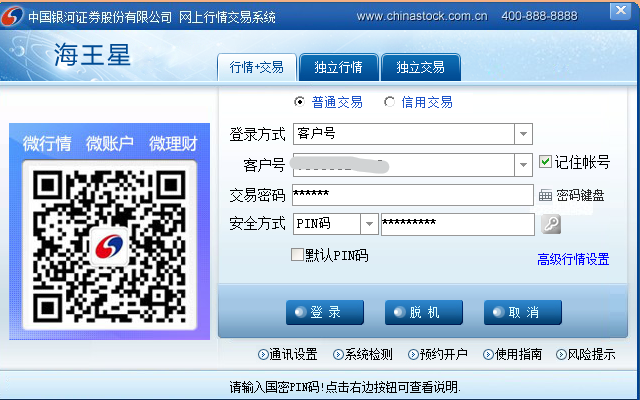 中国银河证券股份有限公司 网上行情交易系统 www.chinastock.com.cn 400-888-8888
海王星
行情+交易 独立行情 独立交易
普通交易 信用交易
微行情 微账户 微理财
登录方式 客户号
客户号 记住帐号
交易密码 ****** 密码键盘
安全方式 PIN码 *********
默认PIN码
高级行情设置
登录 脱机 取消
通讯设置 系统检测 预约开户 使用指南 风险提示
请输入国密PIN码!点击右边按钮可查看说明.